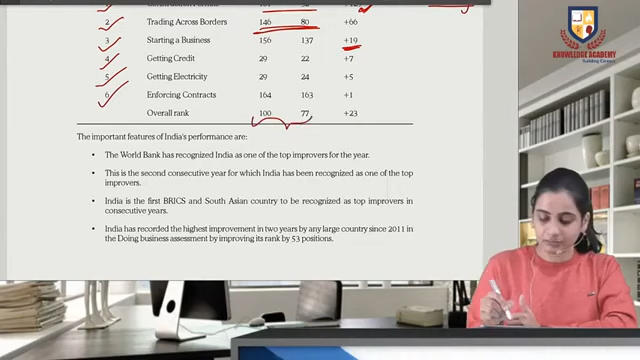 2 Trading Across Borders 146 80 +66
3 Starting a Business 156 137 +19
4 Getting Credit 29 22 +7
5 Getting Electricity 29 24 +5
6 Enforcing Contracts 164 163 +1
Overall rank 100 77 +23
The important features of India's performance are:
• The World Bank has recognized India as one of the top improvers for the year.
• This is the second consecutive year for which India has been recognized as one of the top
improvers.
• India is the first BRICS and South Asian country to be recognized as top improvers in
consecutive years.
• India has recorded the highest improvement in two years by any large country since 2011 in
the Doing business assessment by improving its rank by 53 positions.
KNOWLEDGE ACADEMY